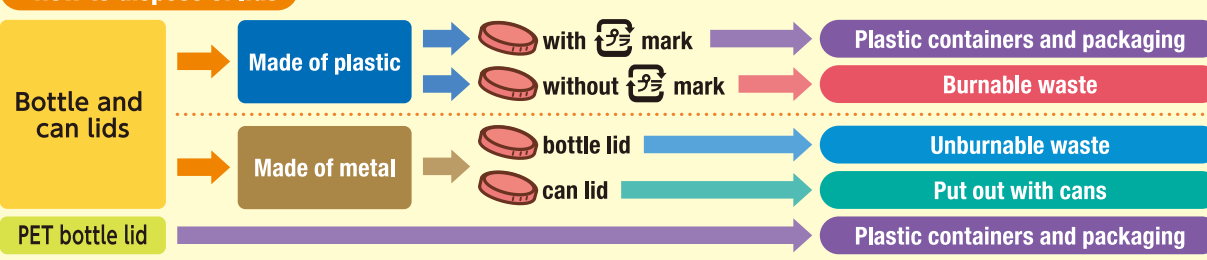 Bottle and
can lids
Made of plastic
with プラ mark
Plastic containers and packaging
without プラ mark
Burnable waste
Made of metal
bottle lid
Unburnable waste
can lid
Put out with cans
PET bottle lid
Plastic containers and packaging